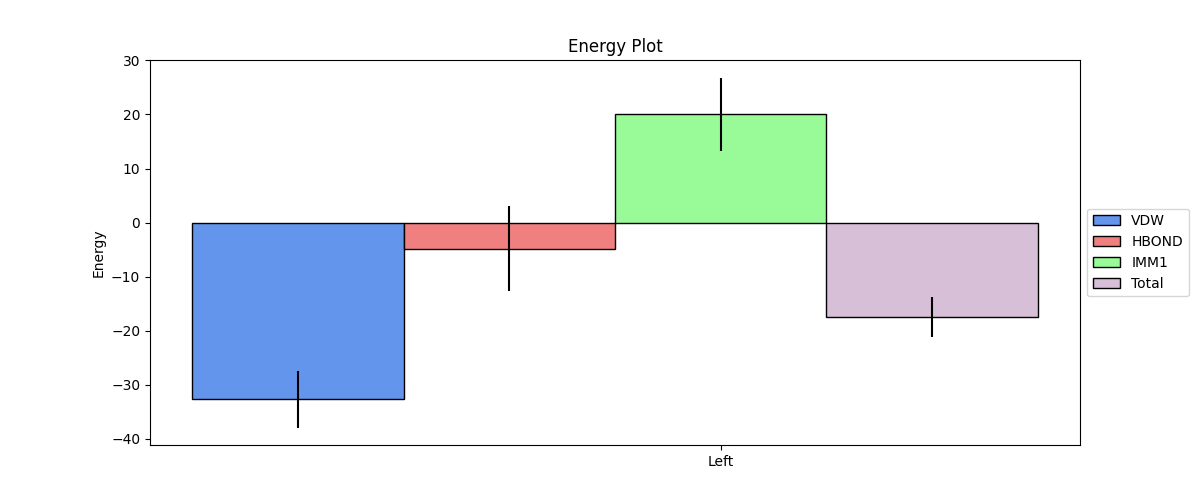 Energy Plot
30
20
10
0
−10
−20
−30
−40
Energy
Left
VDW
HBOND
IMM1
Total